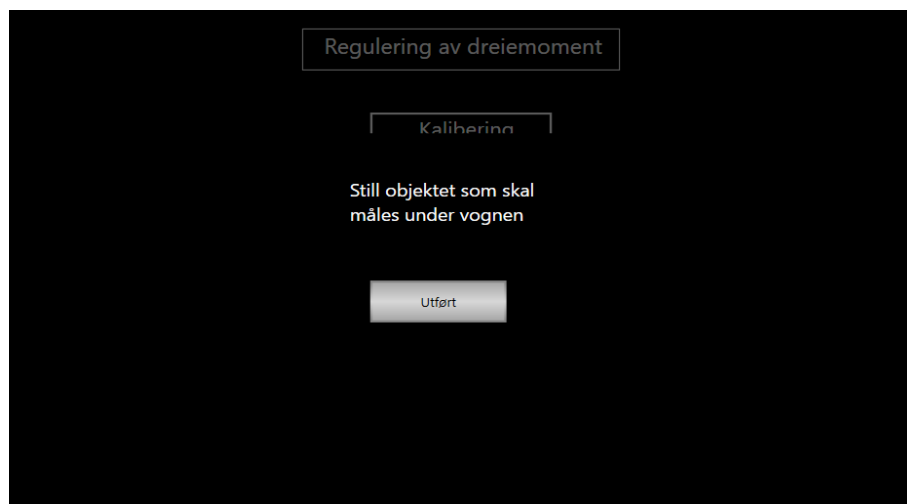 Regulering av dreiemoment
Kalibering
Still objektet som skal
måles under vognen
Utført